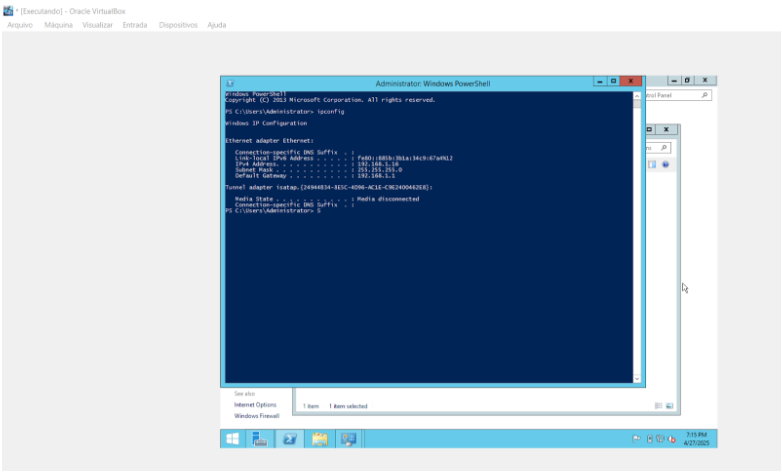 * [Executando] - Oracle VirtualBox
Arquivo Máquina Visualizar Entrada Dispositivos Ajuda
Administrator: Windows PowerShell
Windows PowerShell
Copyright (C) 2013 Microsoft Corporation. All rights reserved.
PS C:\Users\Administrator> ipconfig
Windows IP Configuration
Ethernet adapter Ethernet:
Connection-specific DNS Suffix . :
Link-local IPv6 Address . . . . . : fe80::885b:3b1a:34c9:67a4%12
IPv4 Address. . . . . . . . . . . : 192.168.1.16
Subnet Mask . . . . . . . . . . . : 255.255.255.0
Default Gateway . . . . . . . . . : 192.168.1.1
Tunnel adapter isatap.{24944834-3E5C-4D96-AC1E-C962400462E8}:
Media State . . . . . . . . . . . : Media disconnected
Connection-specific DNS Suffix . :
PS C:\Users\Administrator> S
Panel
See also
Internet Options
Windows Firewall
1 item 1 item selected
7:15 PM
4/27/2025